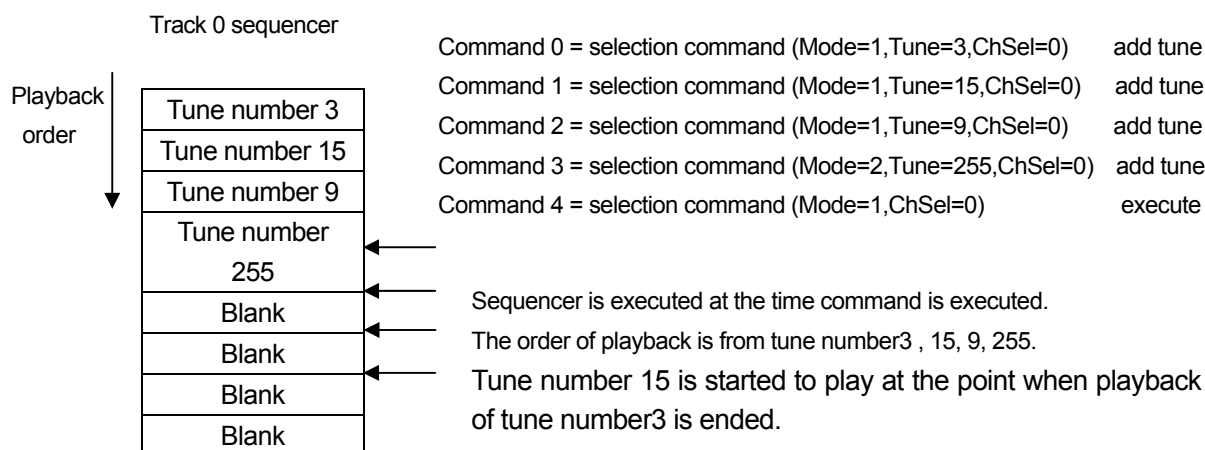 Track 0 sequencer
Playback
order
Tune number 3
Tune number 15
Tune number 9
Tune number
255
Blank
Blank
Blank
Blank
Command 0 = selection command (Mode=1,Tune=3,ChSel=0) add tune
Command 1 = selection command (Mode=1,Tune=15,ChSel=0) add tune
Command 2 = selection command (Mode=1,Tune=9,ChSel=0) add tune
Command 3 = selection command (Mode=2,Tune=255,ChSel=0) add tune
Command 4 = selection command (Mode=1,ChSel=0) execute
Sequencer is executed at the time command is executed.
The order of playback is from tune number3 , 15, 9, 255.
Tune number 15 is started to play at the point when playback
of tune number3 is ended.